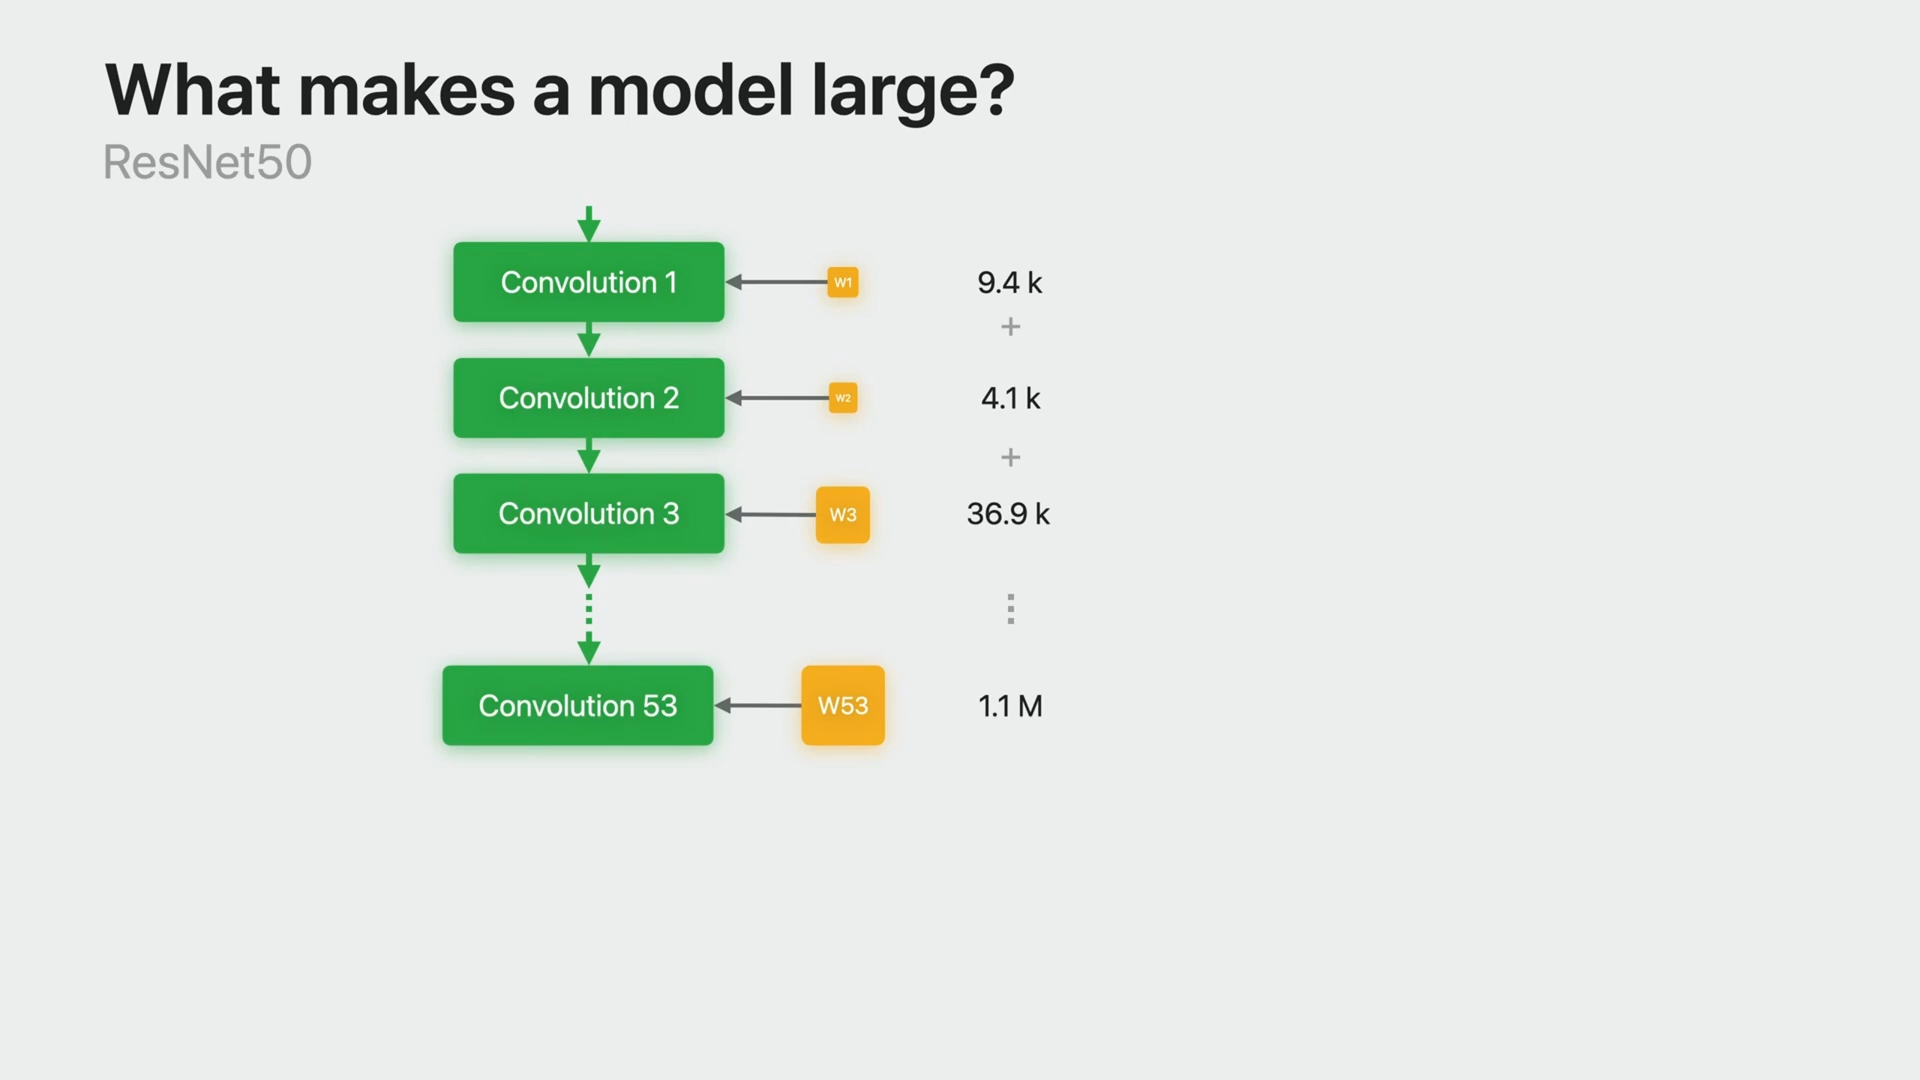 What makes a model large?
ResNet50
Convolution 1 W1 9.4 k
+
Convolution 2 W2 4.1 k
+
Convolution 3 W3 36.9 k
Convolution 53 W53 1.1 M